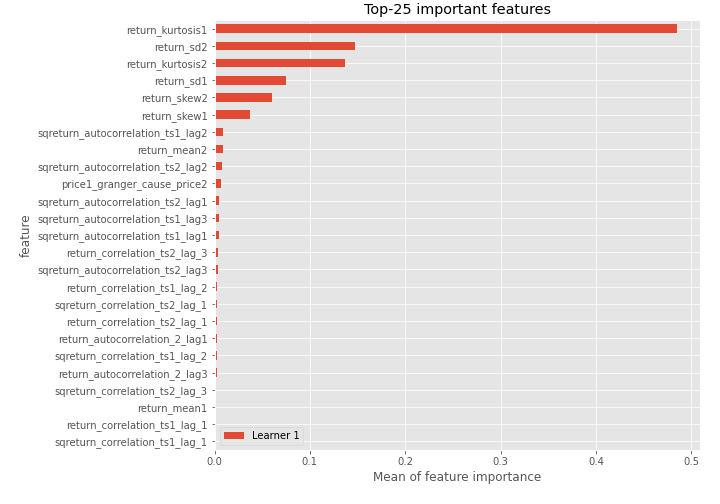 Top-25 important features
return_kurtosis1
return_sd2
return_kurtosis2
return_sd1
return_skew2
return_skew1
sqreturn_autocorrelation_ts1_lag2
return_mean2
sqreturn_autocorrelation_ts2_lag2
price1_granger_cause_price2
sqreturn_autocorrelation_ts2_lag1
sqreturn_autocorrelation_ts1_lag3
sqreturn_autocorrelation_ts1_lag1
return_correlation_ts2_lag_3
sqreturn_autocorrelation_ts2_lag3
return_correlation_ts1_lag_2
sqreturn_correlation_ts2_lag_1
return_correlation_ts2_lag_1
return_autocorrelation_2_lag1
sqreturn_correlation_ts1_lag_2
return_autocorrelation_2_lag3
sqreturn_correlation_ts2_lag_3
return_mean1
return_correlation_ts1_lag_1
sqreturn_correlation_ts1_lag_1
feature
Learner 1
0.0 0.1 0.2 0.3 0.4 0.5
Mean of feature importance